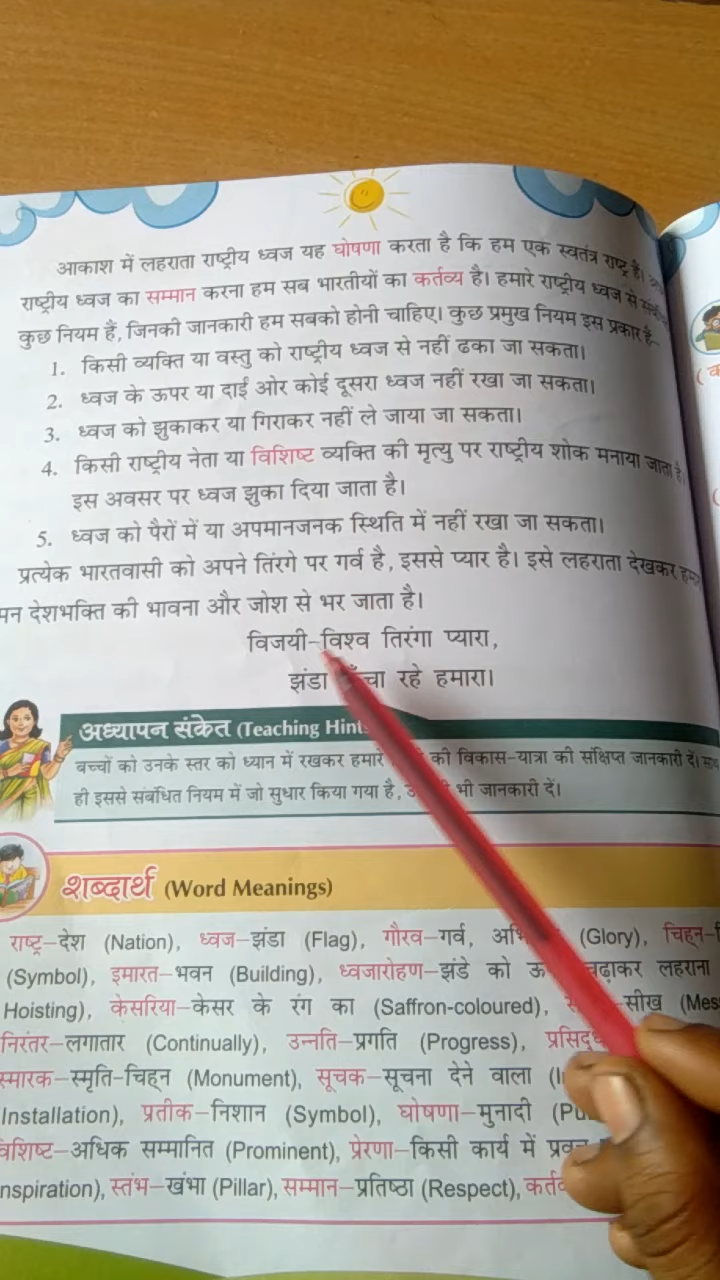 आकाश में लहराता राष्ट्रीय ध्वज यह घोषणा करता है कि हम एक स्वतंत्र राष्ट्र हैं।
राष्ट्रीय ध्वज का सम्मान करना हम सब भारतीयों का कर्तव्य है। हमारे राष्ट्रीय ध्वज से
कुछ नियम हैं, जिनकी जानकारी हम सबको होनी चाहिए। कुछ प्रमुख नियम इस प्रकार हैं–
1. किसी व्यक्ति या वस्तु को राष्ट्रीय ध्वज से नहीं ढका जा सकता।
2. ध्वज के ऊपर या दाईं ओर कोई दूसरा ध्वज नहीं रखा जा सकता।
3. ध्वज को झुकाकर या गिराकर नहीं ले जाया जा सकता।
4. किसी राष्ट्रीय नेता या विशिष्ट व्यक्ति की मृत्यु पर राष्ट्रीय शोक मनाया जाता है।
इस अवसर पर ध्वज झुका दिया जाता है।
5. ध्वज को पैरों में या अपमानजनक स्थिति में नहीं रखा जा सकता।
प्रत्येक भारतवासी को अपने तिरंगे पर गर्व है, इससे प्यार है। इसे लहराता देखकर
देशभक्ति की भावना और जोश से भर जाता है।
विजयी-विश्व तिरंगा प्यारा,
झंडा रहे हमारा।
अध्यापन संकेत (Teaching
बच्चों को उनके स्तर को ध्यान में रखकर हमारे की विकास-यात्रा की संक्षिप्त जानकारी दें।
ही इससे संबंधित नियम में जो सुधार किया गया है, भी जानकारी दें।
शब्दार्थ (Word Meanings)
राष्ट्र–देश (Nation), ध्वज–झंडा (Flag), गौरव–गर्व, (Glory), चिह्न–
(Symbol), इमारत–भवन (Building), ध्वजारोहण–झंडे को चढ़ाकर लहराना
Hoisting), केसरिया–केसर के रंग का (Saffron-coloured), –सीख
निरंतर–लगातार (Continually), उन्नति–प्रगति (Progress),
स्मारक–स्मृति-चिह्न (Monument), सूचक–सूचना देने वाला
Installation), प्रतीक–निशान (Symbol), घोषणा–मुनादी
विशिष्ट–अधिक सम्मानित (Prominent), प्रेरणा–किसी कार्य में
स्तंभ–खंभा (Pillar), सम्मान–प्रतिष्ठा (Respect),